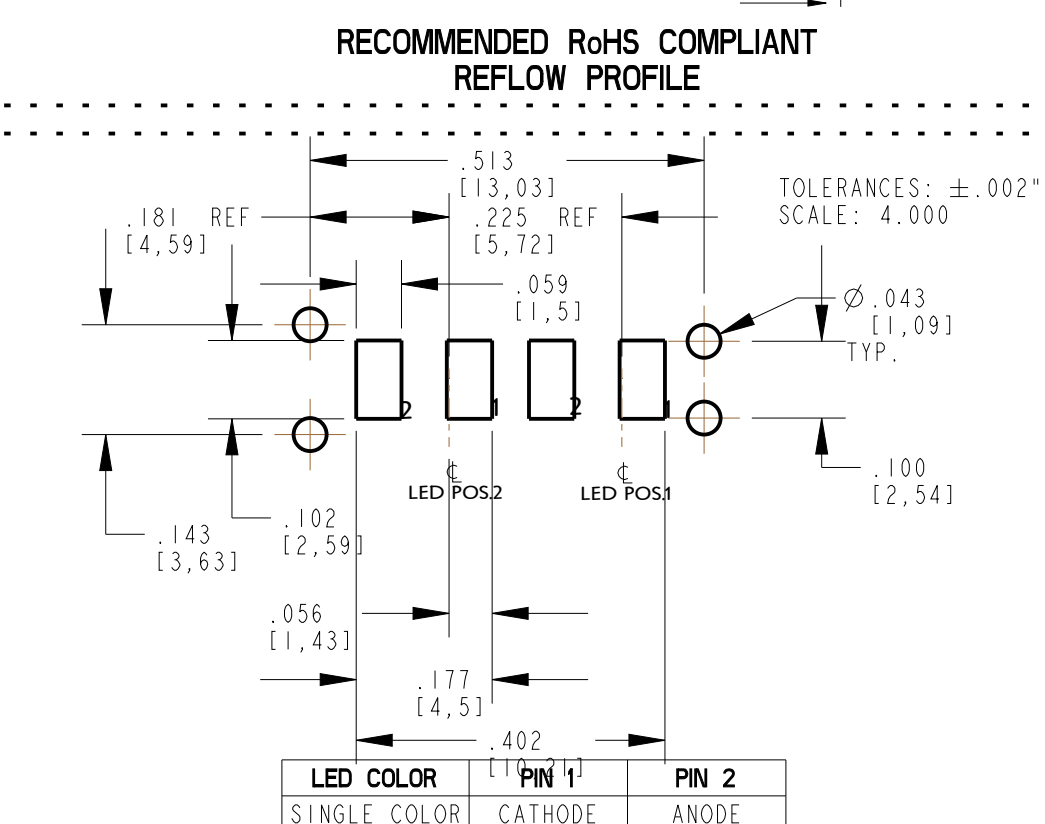 RECOMMENDED RoHS COMPLIANT
REFLOW PROFILE
.513
[13,03]
TOLERANCES: ±.002"
SCALE: 4.000
.181 REF
[4,59]
.225 REF
[5,72]
.059
[1,5]
Ø.043
[1,09]
TYP.
2
1
2
1
℄
LED POS.2
℄
LED POS.1
.100
[2,54]
.102
[2,59]
.143
[3,63]
.056
[1,43]
.177
[4,5]
.402
[10,21]
LED COLOR PIN 1 PIN 2
SINGLE COLOR CATHODE ANODE